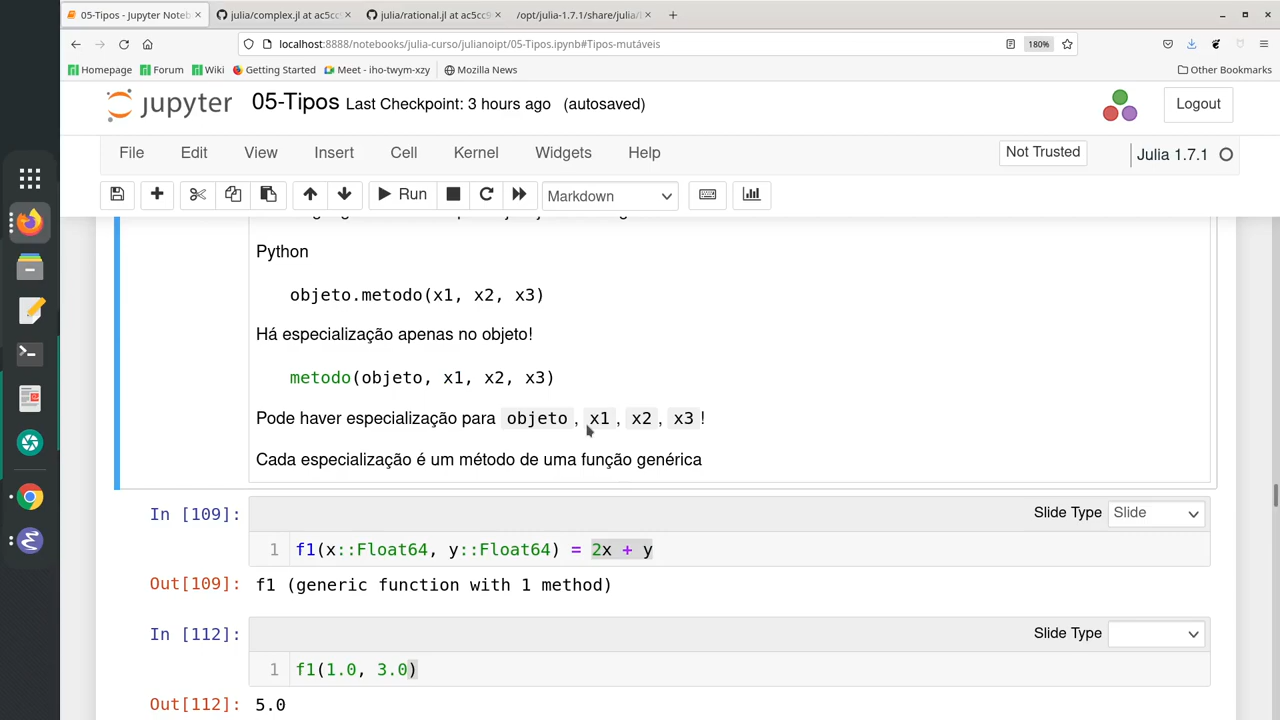 05-Tipos - Jupyter Noteb
julia/complex.jl at ac5cc
julia/rational.jl at ac5cc9
/opt/julia-1.7.1/share/julia/
localhost:8888/notebooks/julia-curso/julianoipt/05-Tipos.ipynb#Tipos-mutáveis
180%
Homepage
Forum
Wiki
Getting Started
Meet - iho-twym-xzy
Mozilla News
Other Bookmarks
jupyter
05-Tipos Last Checkpoint: 3 hours ago (autosaved)
Logout
File Edit View Insert Cell Kernel Widgets Help
Not Trusted
Julia 1.7.1
Run
Markdown
Python
objeto.metodo(x1, x2, x3)
Há especialização apenas no objeto!
metodo(objeto, x1, x2, x3)
Pode haver especialização para objeto, x1, x2, x3!
Cada especialização é um método de uma função genérica
Slide Type Slide
In [109]:
1 f1(x::Float64, y::Float64) = 2x + y
Out[109]: f1 (generic function with 1 method)
Slide Type
In [112]:
1 f1(1.0, 3.0)
Out[112]: 5.0